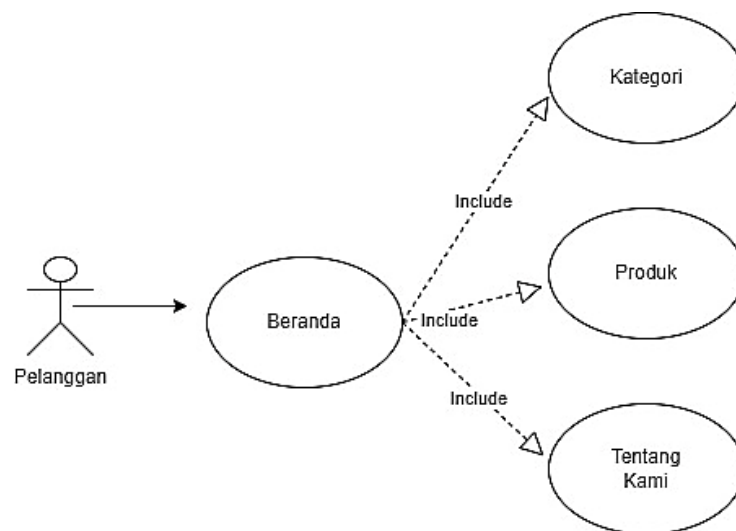 Kategori
Include
Produk
Beranda
Include
Pelanggan
Include
Tentang
Kami